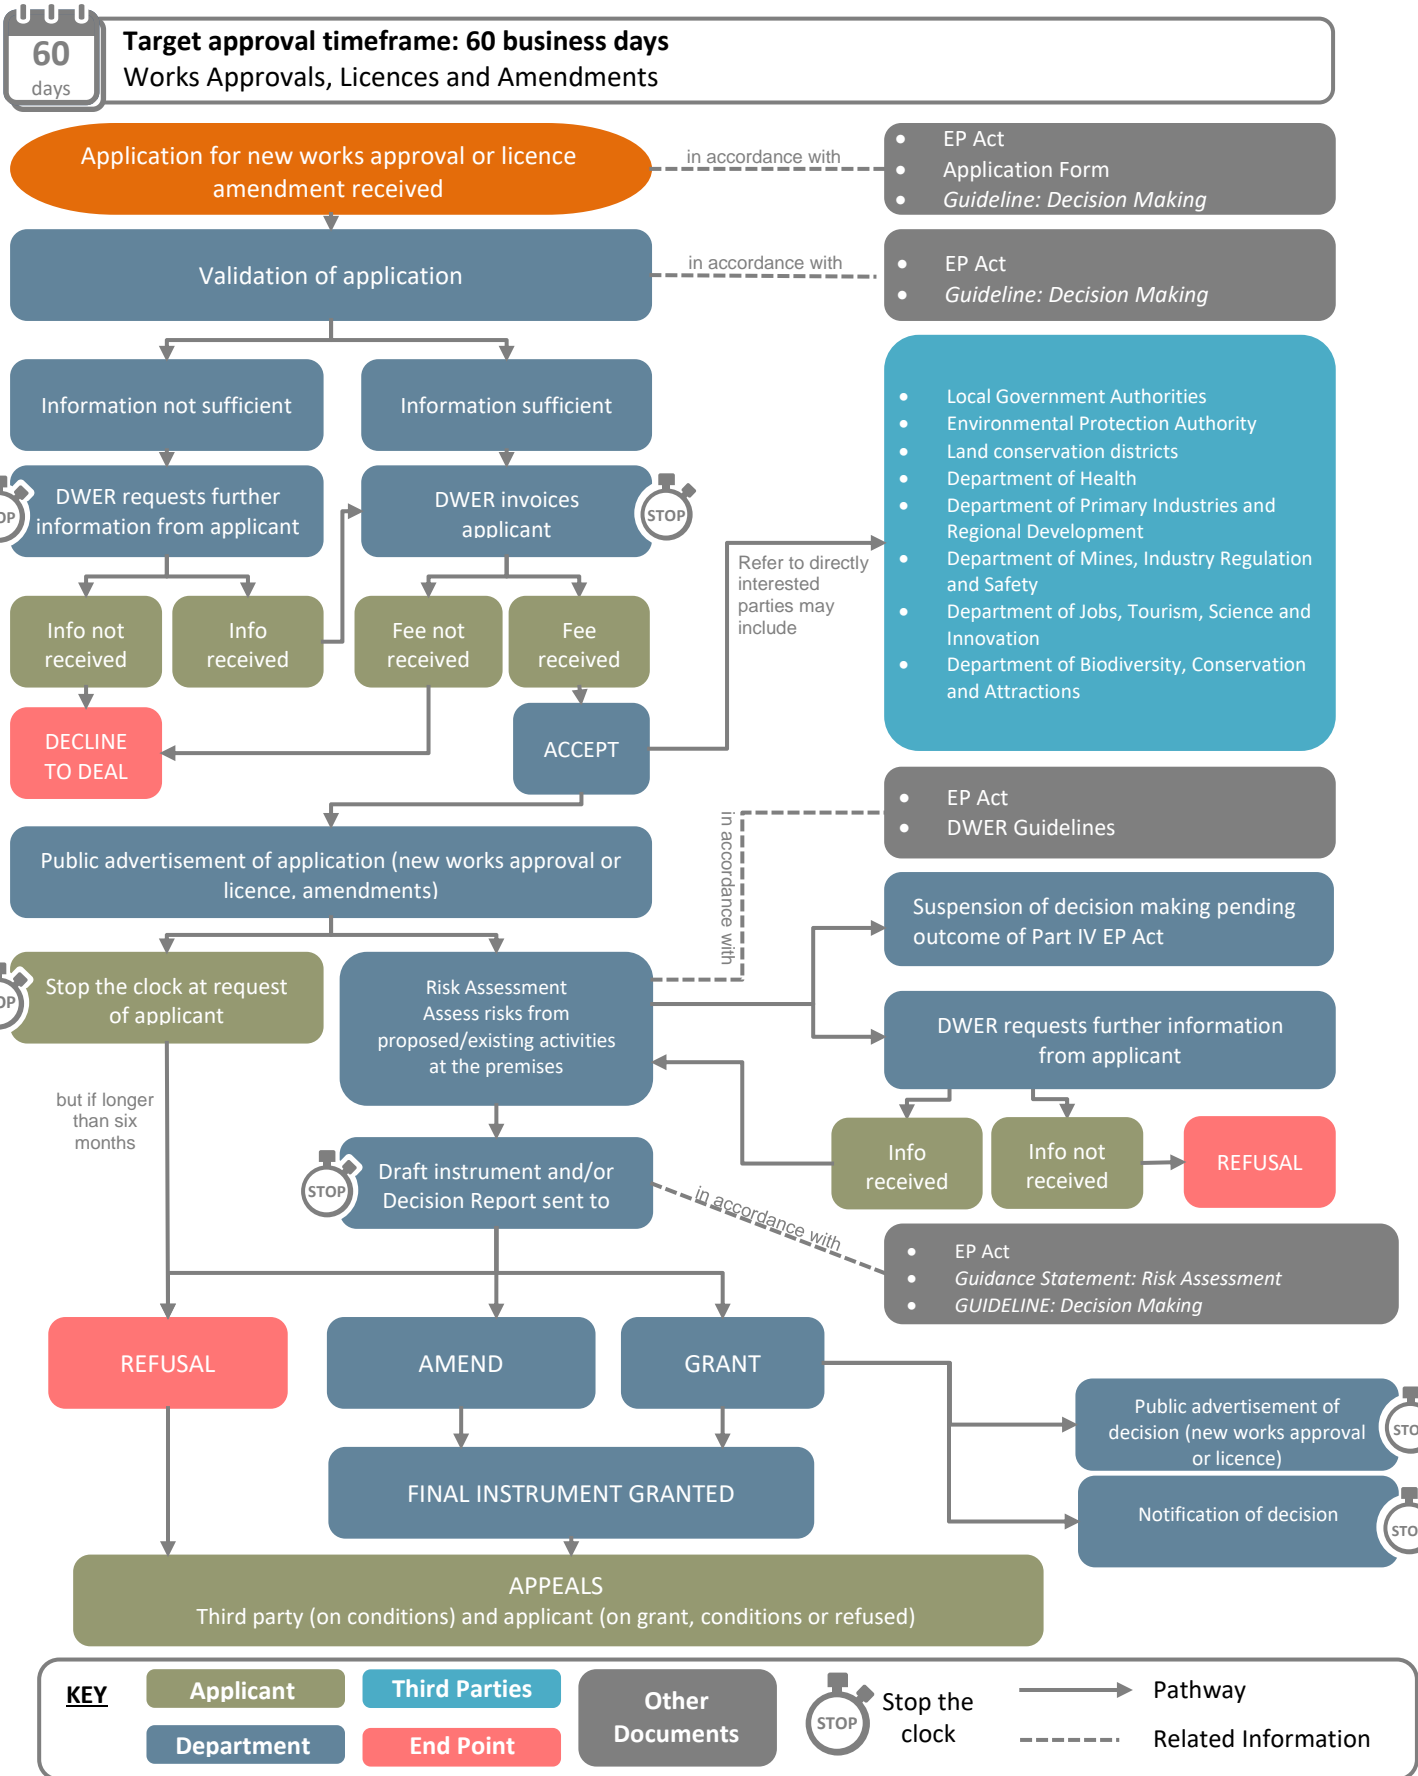 60
days
Target approval timeframe: 60 business days
Works Approvals, Licences and Amendments
Application for new works approval or licence
amendment received
in accordance with
• EP Act
• Application Form
• Guideline: Decision Making
Validation of application
in accordance with
• EP Act
• Guideline: Decision Making
Information not sufficient
Information sufficient
• Local Government Authorities
• Environmental Protection Authority
• Land conservation districts
• Department of Health
• Department of Primary Industries and
Regional Development
• Department of Mines, Industry Regulation
and Safety
• Department of Jobs, Tourism, Science and
Innovation
• Department of Biodiversity, Conservation
and Attractions
OP
DWER requests further
information from applicant
DWER invoices
applicant
STOP
Refer to directly
interested
parties may
include
Info not
received
Info
received
Fee not
received
Fee
received
DECLINE
TO DEAL
ACCEPT
• EP Act
• DWER Guidelines
in accordance with
Public advertisement of application (new works approval or
licence, amendments)
Suspension of decision making pending
outcome of Part IV EP Act
OP
Stop the clock at request
of applicant
Risk Assessment
Assess risks from
proposed/existing activities
at the premises
DWER requests further information
from applicant
but if longer
than six
months
Info
received
Info not
received
REFUSAL
STOP
Draft instrument and/or
Decision Report sent to
in accordance with
• EP Act
• Guidance Statement: Risk Assessment
• GUIDELINE: Decision Making
REFUSAL
AMEND
GRANT
Public advertisement of
decision (new works approval
or licence)
STO
FINAL INSTRUMENT GRANTED
Notification of decision
STO
APPEALS
Third party (on conditions) and applicant (on grant, conditions or refused)
KEY
Applicant
Third Parties
Department
End Point
Other
Documents
STOP
Stop the
clock
Pathway
Related Information